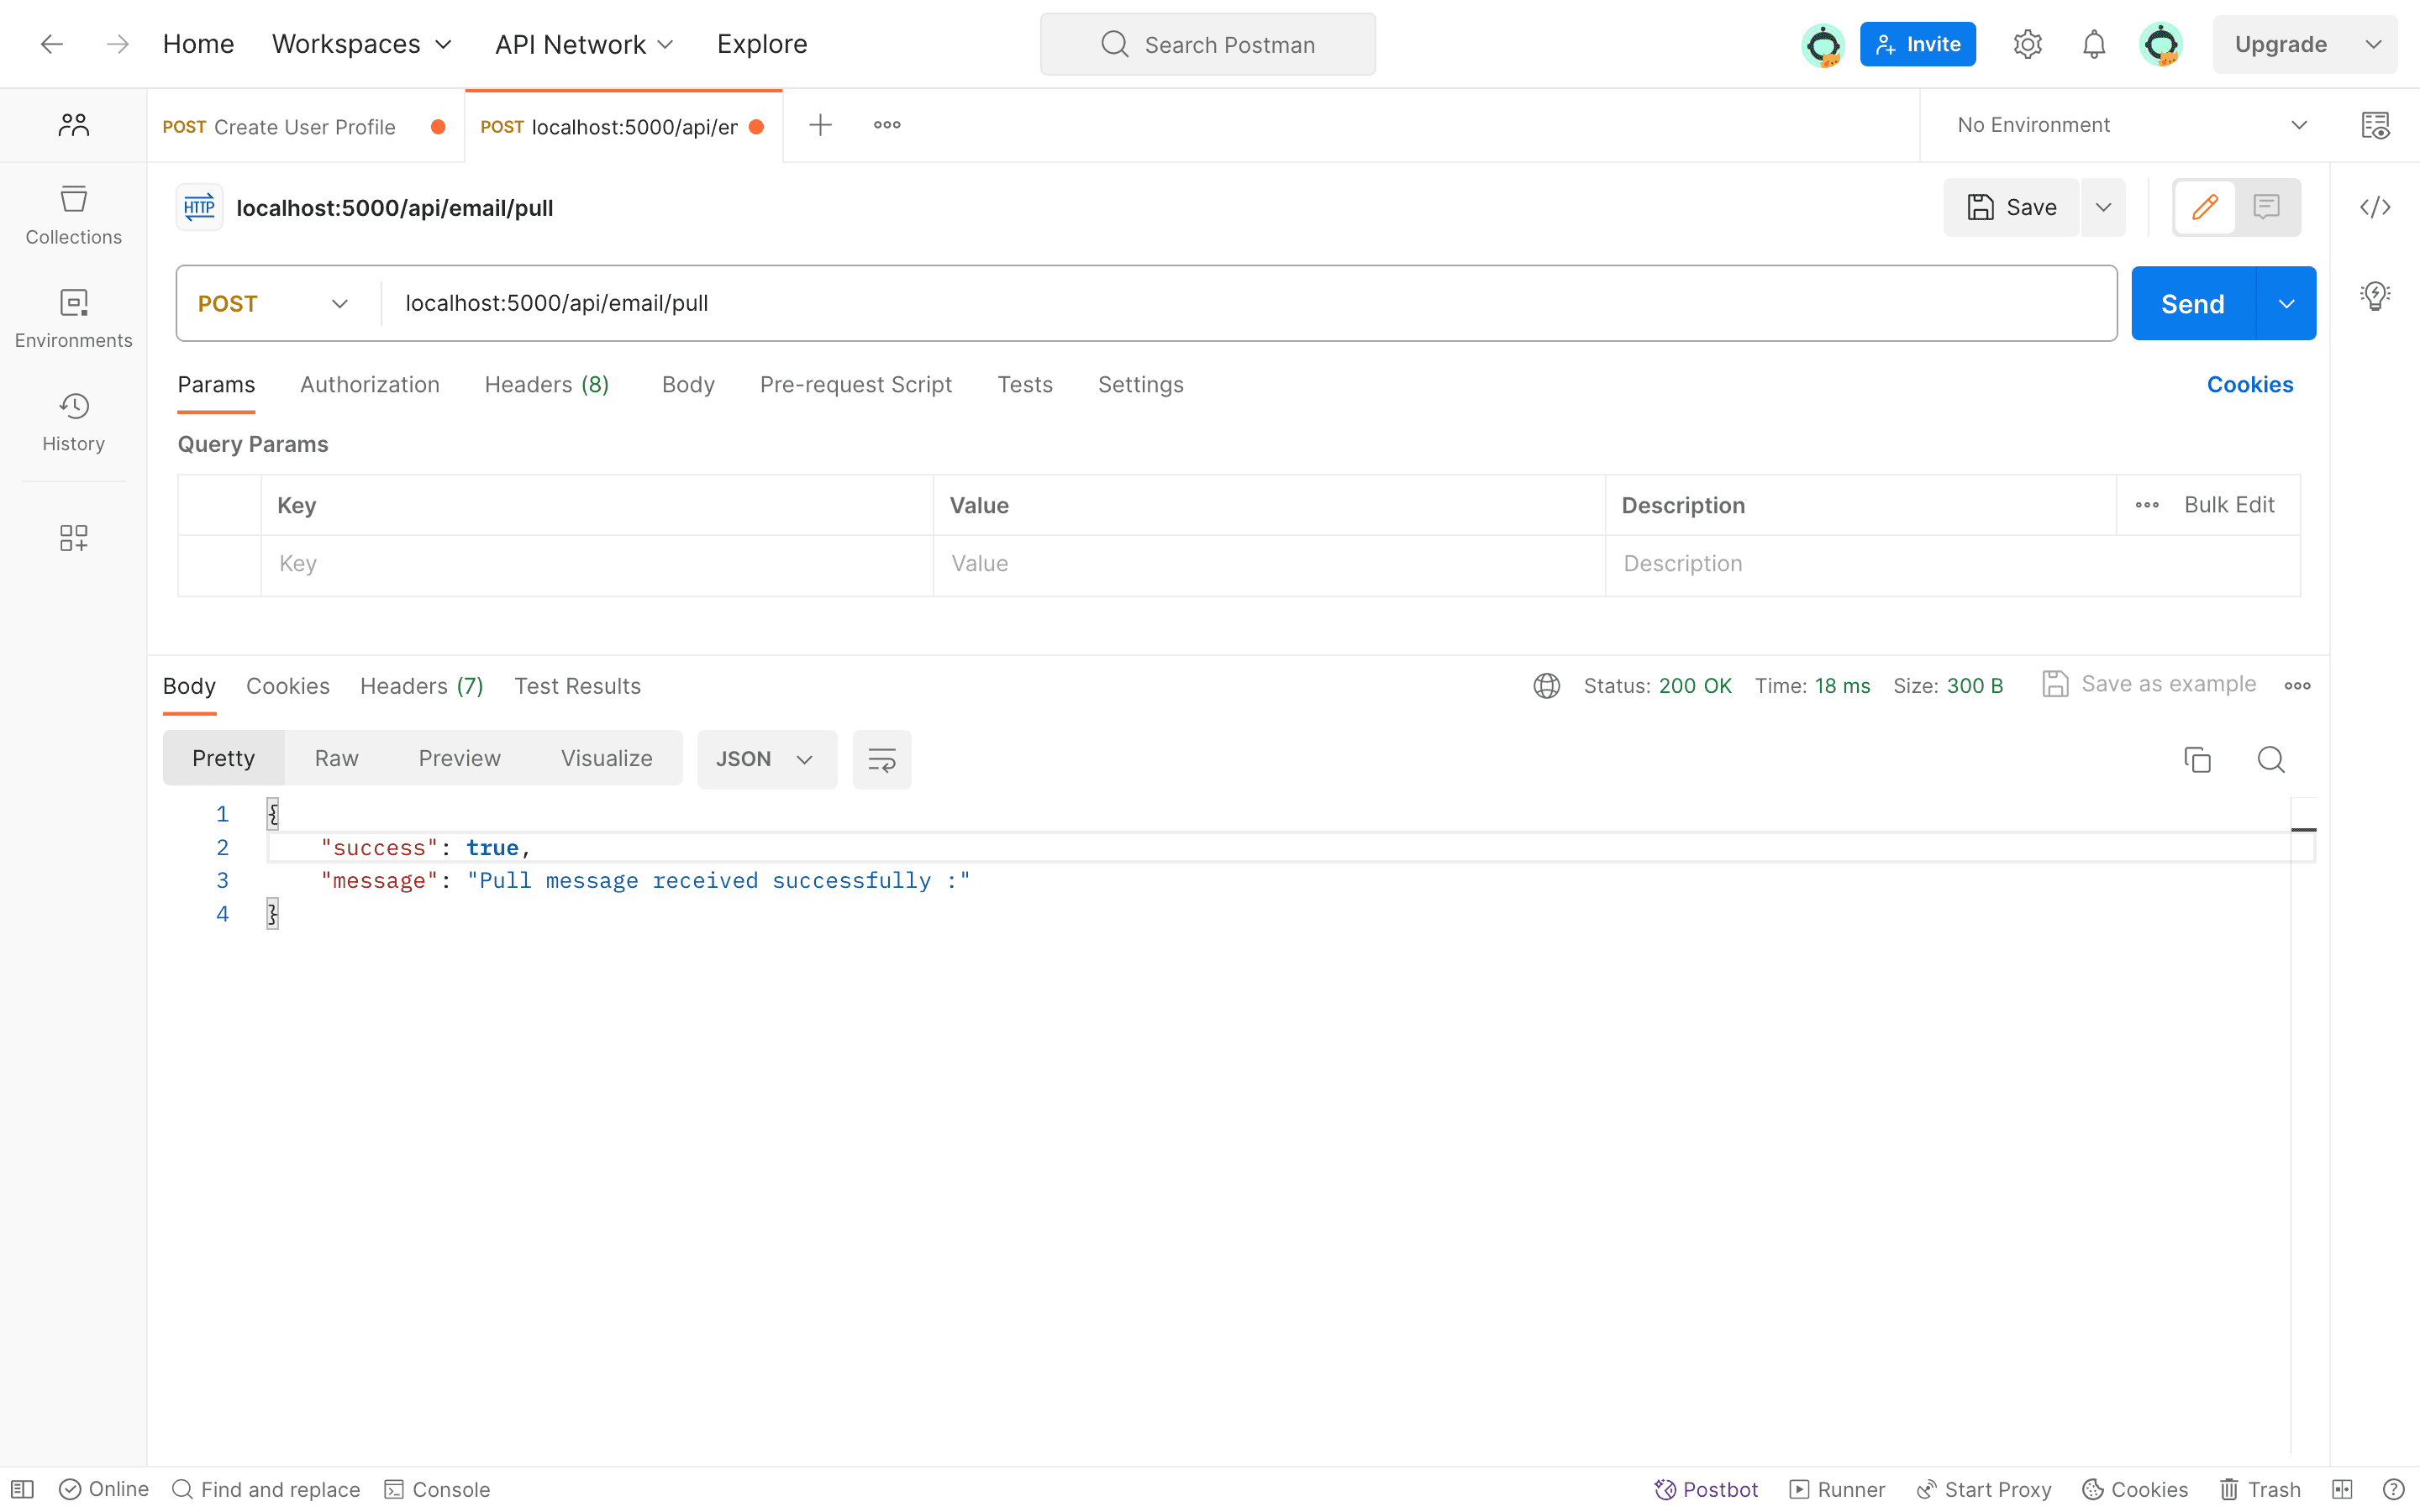 Home Workspaces API Network Explore Search Postman Invite Upgrade
POST Create User Profile POST localhost:5000/api/er No Environment
HTTP localhost:5000/api/email/pull Save
Collections
POST localhost:5000/api/email/pull Send
Environments
Params Authorization Headers (8) Body Pre-request Script Tests Settings Cookies
History
Query Params
Key Value Description Bulk Edit
Key Value Description
Body Cookies Headers (7) Test Results Status: 200 OK Time: 18 ms Size: 300 B Save as example
Pretty Raw Preview Visualize JSON
1 {
2 "success": true,
3 "message": "Pull message received successfully :"
4 }
Online Find and replace Console Postbot Runner Start Proxy Cookies Trash